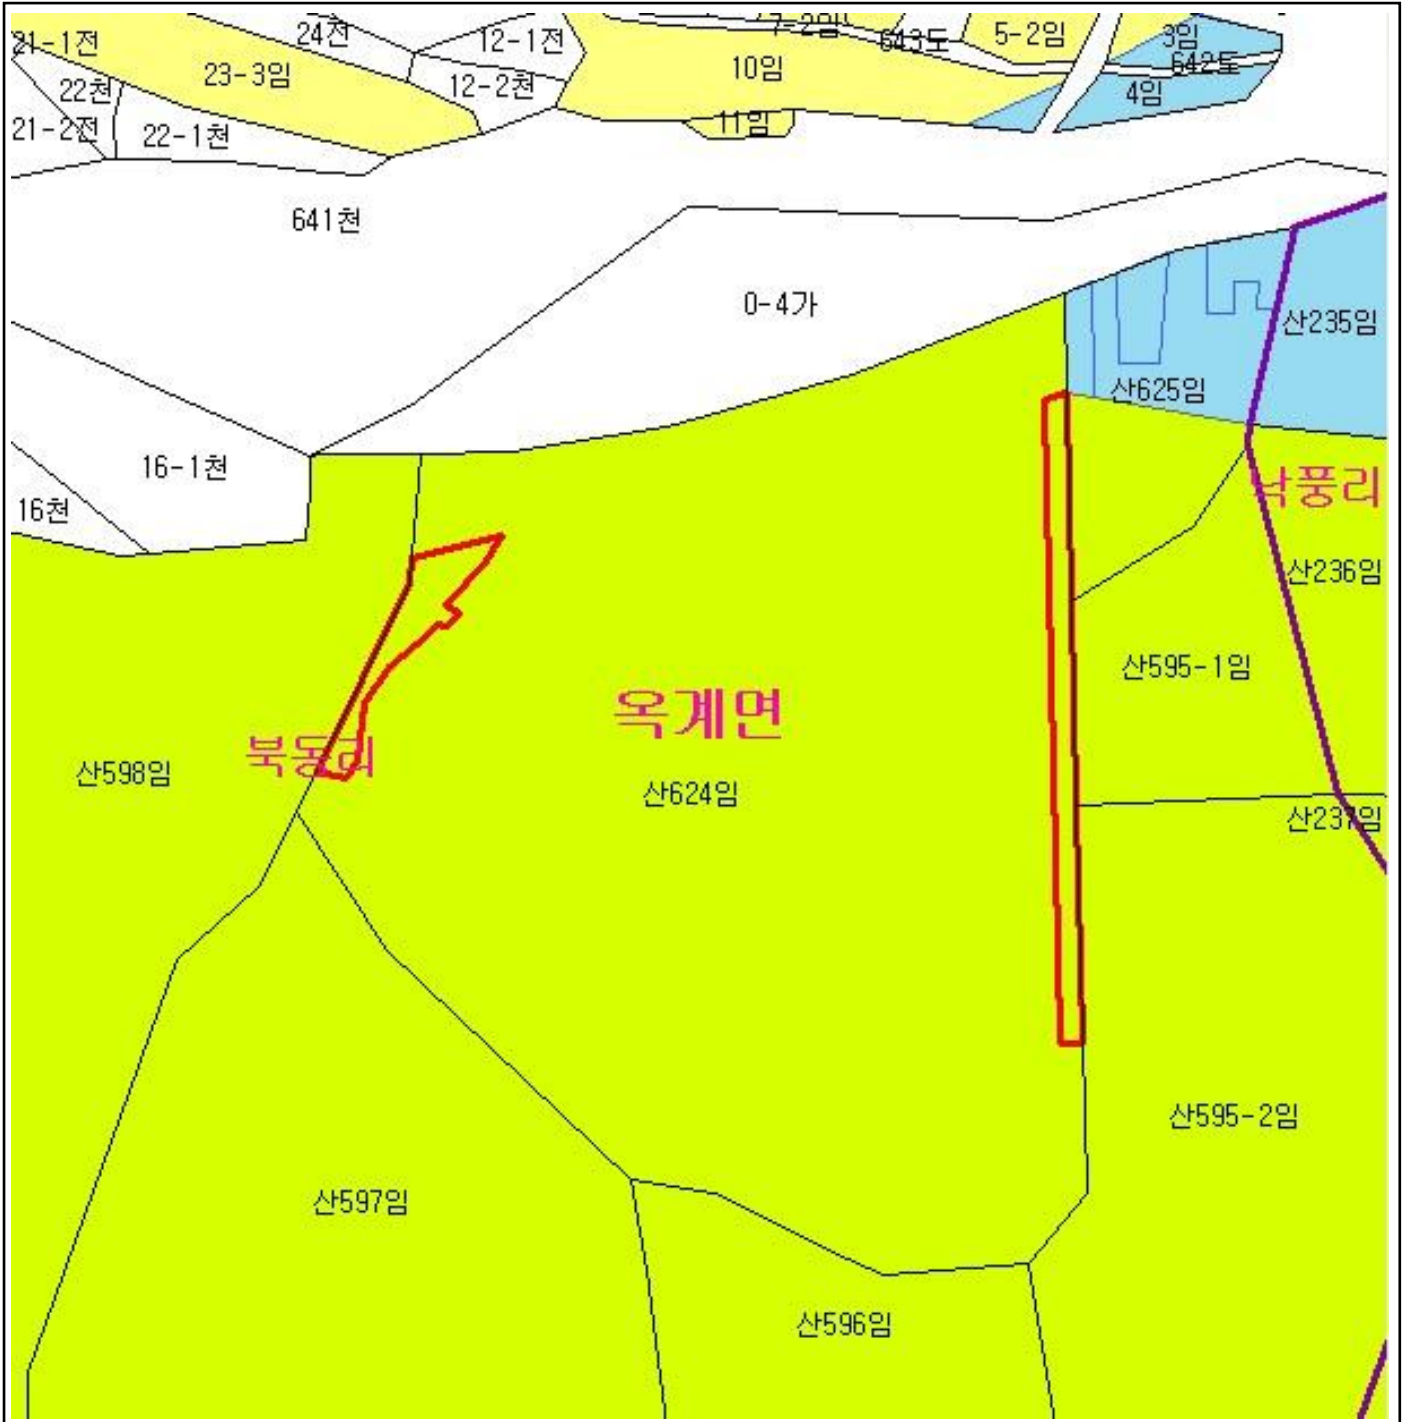 21-1전
24전
12-1전
7-2임
643도
5-2임
3임
642도
23-3임
10임
22천
12-2천
4임
21-2전
22-1천
11임
641천
0-4가
산235임
산625임
16-1천
16천
낙풍리
산236임
산595-1임
옥계면
북동리
산598임
산624임
산237임
산595-2임
산597임
산596임